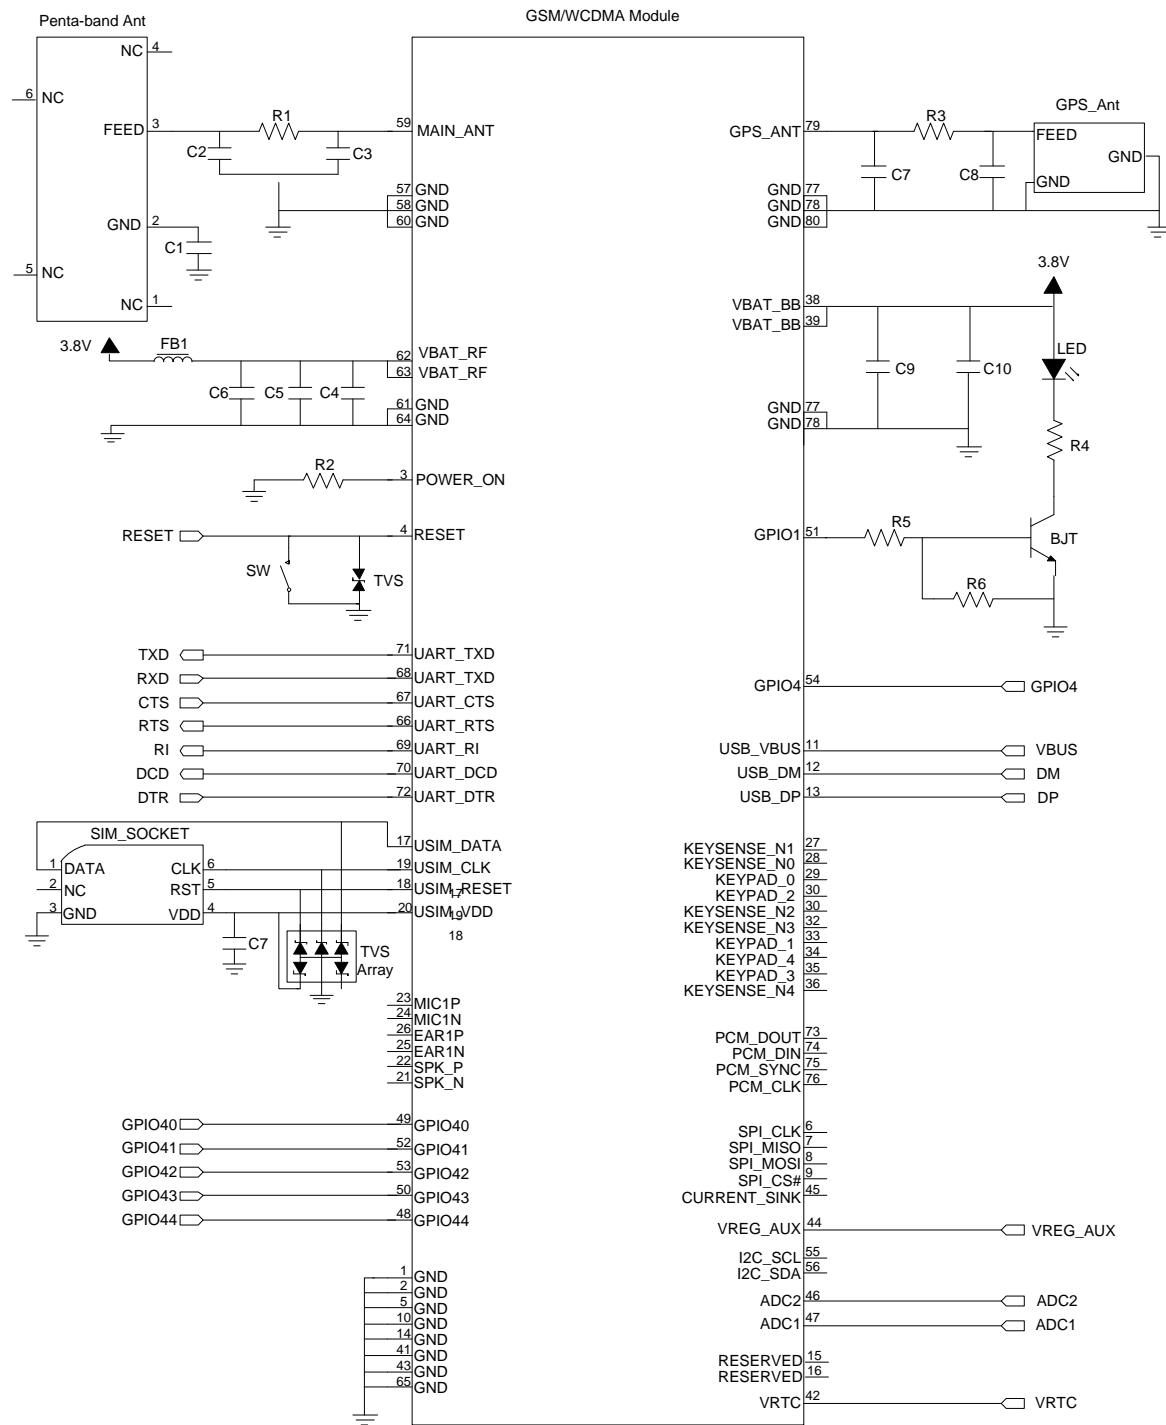 GSM/WCDMA Module
Penta-band Ant
NC 4
6 NC
FEED 3
R1
C2
C3
59 MAIN_ANT
57 GND
58 GND
60 GND
GND 2
C1
5 NC
NC 1
3.8V
FB1
62 VBAT_RF
63 VBAT_RF
C6
C5
C4
61 GND
64 GND
R2
3 POWER_ON
RESET
4 RESET
SW
TVS
TXD 71 UART_TXD
RXD 68 UART_TXD
CTS 67 UART_CTS
RTS 66 UART_RTS
RI 69 UART_RI
DCD 70 UART_DCD
DTR 72 UART_DTR
SIM_SOCKET
1 DATA
2 NC
3 GND
CLK 6
RST 5
VDD 4
17 USIM_DATA
19 USIM_CLK
18 USIM_RESET
17
20 USIM_VDD
19
18
C7
TVS
Array
23 MIC1P
24 MIC1N
26 EAR1P
25 EAR1N
22 SPK_P
21 SPK_N
GPIO40 49 GPIO40
GPIO41 52 GPIO41
GPIO42 53 GPIO42
GPIO43 50 GPIO43
GPIO44 48 GPIO44
1 GND
2 GND
5 GND
10 GND
14 GND
41 GND
43 GND
65 GND
GPS_ANT 79
R3
C7
C8
GPS_Ant
FEED
GND
GND
GND 77
GND 78
GND 80
3.8V
VBAT_BB 38
VBAT_BB 39
C9
C10
LED
GND 77
GND 78
R4
GPIO1 51
R5
BJT
R6
GPIO4 54 GPIO4
USB_VBUS 11 VBUS
USB_DM 12 DM
USB_DP 13 DP
KEYSENSE_N1 27
KEYSENSE_N0 28
KEYPAD_0 29
KEYPAD_2 30
KEYSENSE_N2 30
KEYSENSE_N3 32
KEYPAD_1 33
KEYPAD_4 34
KEYPAD_3 35
KEYSENSE_N4 36
PCM_DOUT 73
PCM_DIN 74
PCM_SYNC 75
PCM_CLK 76
SPI_CLK 6
SPI_MISO 7
SPI_MOSI 8
SPI_CS# 9
CURRENT_SINK 45
VREG_AUX 44 VREG_AUX
I2C_SCL 55
I2C_SDA 56
ADC2 46 ADC2
ADC1 47 ADC1
RESERVED 15
RESERVED 16
VRTC 42 VRTC